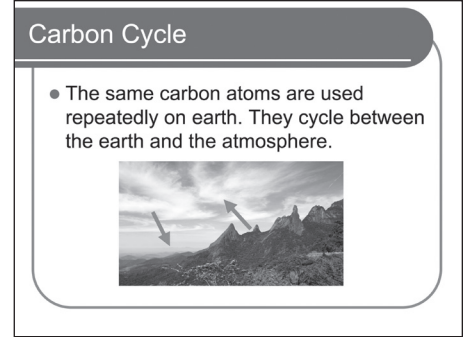 Carbon Cycle
● The same carbon atoms are used
repeatedly on earth. They cycle between
the earth and the atmosphere.